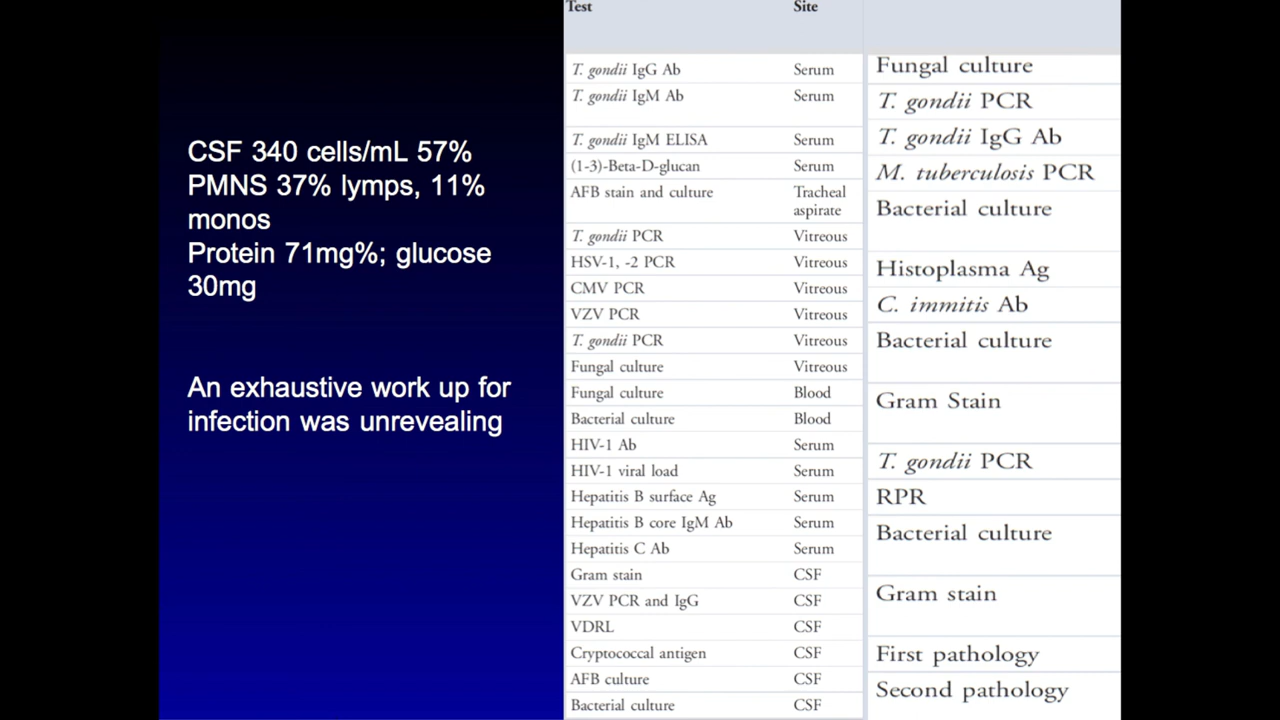 CSF 340 cells/mL 57%
PMNS 37% lymps, 11%
monos
Protein 71mg%; glucose
30mg
An exhaustive work up for
infection was unrevealing
Test Site
T. gondii IgG Ab Serum
T. gondii IgM Ab Serum
T. gondii IgM ELISA Serum
(1-3)-Beta-D-glucan Serum
AFB stain and culture Tracheal
aspirate
T. gondii PCR Vitreous
HSV-1, -2 PCR Vitreous
CMV PCR Vitreous
VZV PCR Vitreous
T. gondii PCR Vitreous
Fungal culture Vitreous
Fungal culture Blood
Bacterial culture Blood
HIV-1 Ab Serum
HIV-1 viral load Serum
Hepatitis B surface Ag Serum
Hepatitis B core IgM Ab Serum
Hepatitis C Ab Serum
Gram stain CSF
VZV PCR and IgG CSF
VDRL CSF
Cryptococcal antigen CSF
AFB culture CSF
Bacterial culture CSF
Fungal culture
T. gondii PCR
T. gondii IgG Ab
M. tuberculosis PCR
Bacterial culture
Histoplasma Ag
C. immitis Ab
Bacterial culture
Gram Stain
T. gondii PCR
RPR
Bacterial culture
Gram stain
First pathology
Second pathology